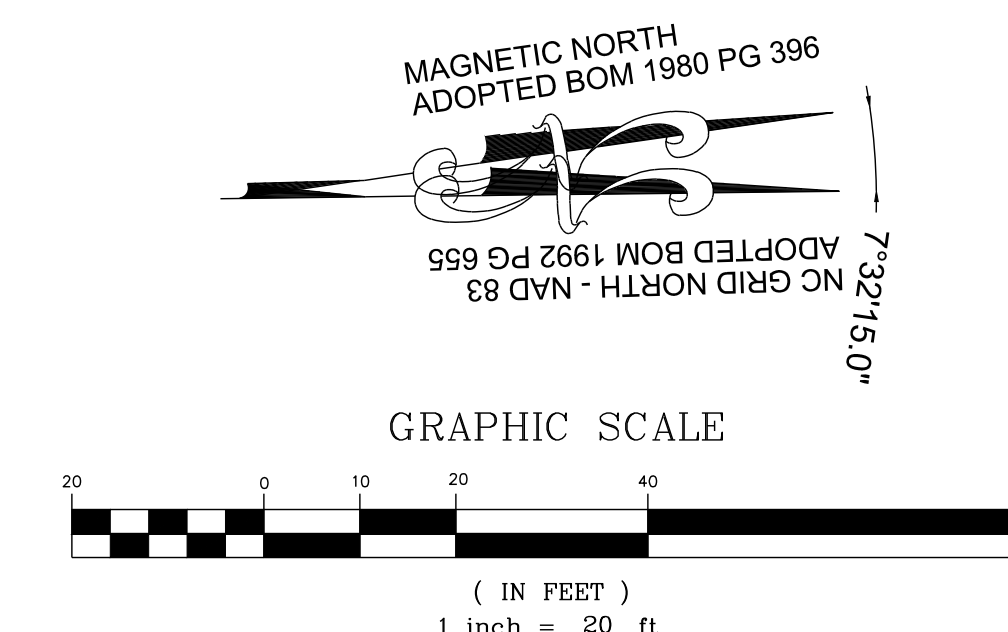 MAGNETIC NORTH
ADOPTED BOM 1980 PG 396
NC GRID NORTH - NAD 83
ADOPTED BOM 1992 PG 655
7°32'15.0"
GRAPHIC SCALE
20 0 10 20 40
( IN FEET )
1 inch = 20 ft